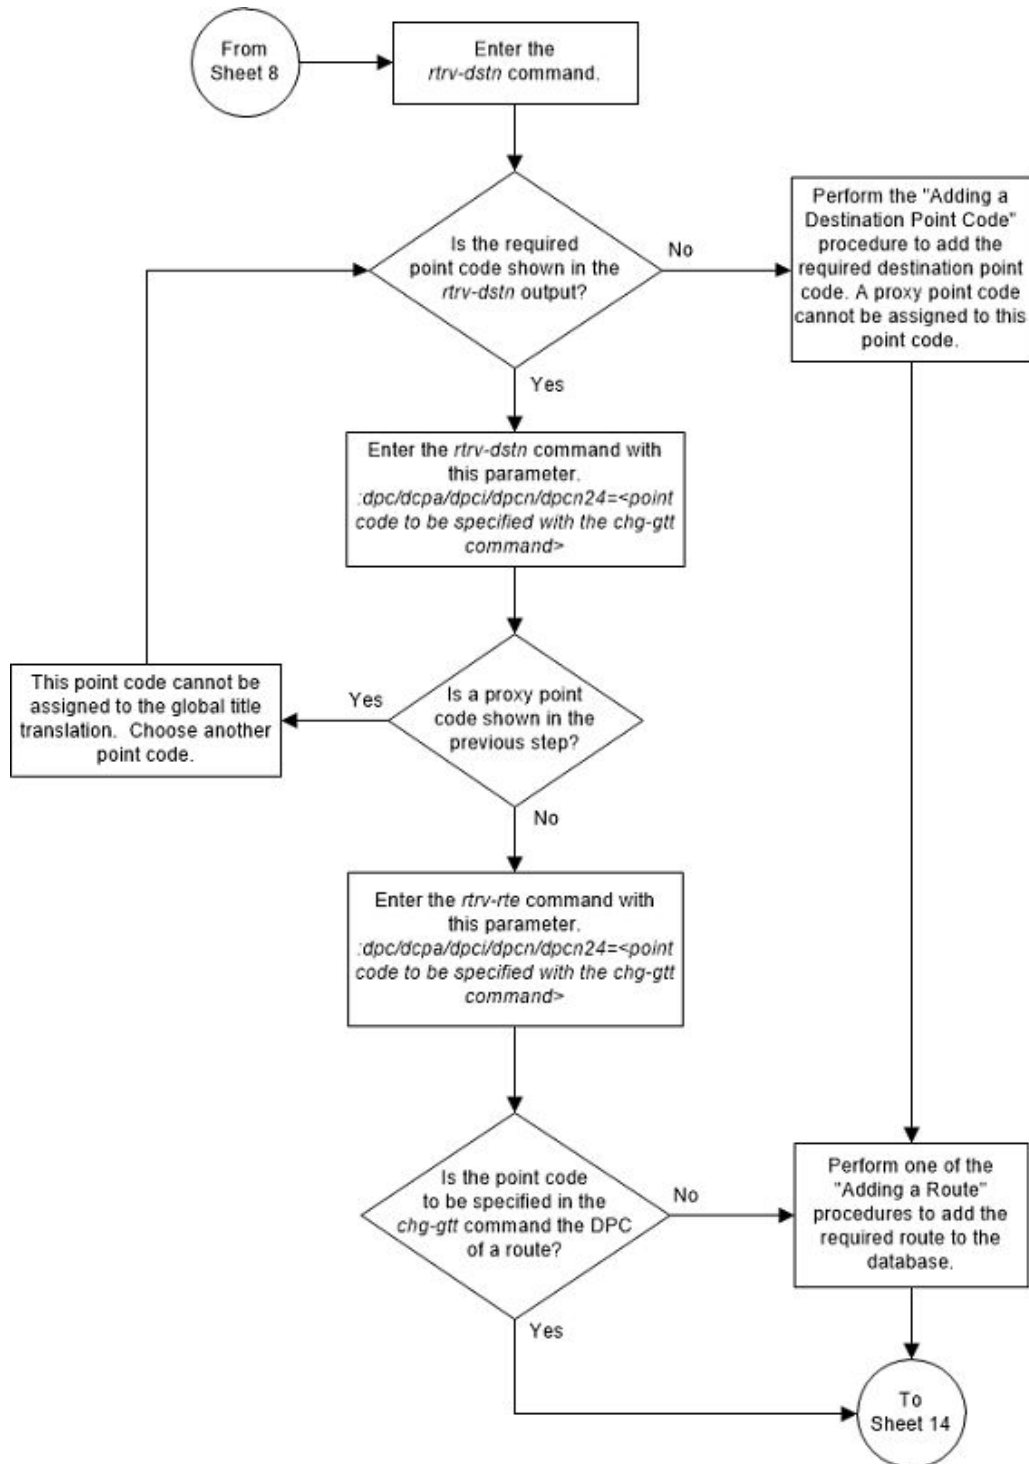 From
Sheet 8
Enter the
rtrv-dstn command.
Is the required
point code shown in the
rtrv-dstn output?
No
Perform the "Adding a
Destination Point Code"
procedure to add the
required destination point
code. A proxy point code
cannot be assigned to this
point code.
Yes
Enter the rtrv-dstn command with
this parameter.
:dpc/dcpa/dpci/dpcn/dpcn24=<point
code to be specified with the chg-gtt
command>
Is a proxy point
code shown in the
previous step?
Yes
This point code cannot be
assigned to the global title
translation. Choose another
point code.
No
Enter the rtrv-rte command with
this parameter.
:dpc/dcpa/dpci/dpcn/dpcn24=<point
code to be specified with the chg-gtt
command>
Is the point code
to be specified in the
chg-gtt command the DPC
of a route?
No
Perform one of the
"Adding a Route"
procedures to add the
required route to the
database.
Yes
To
Sheet 14